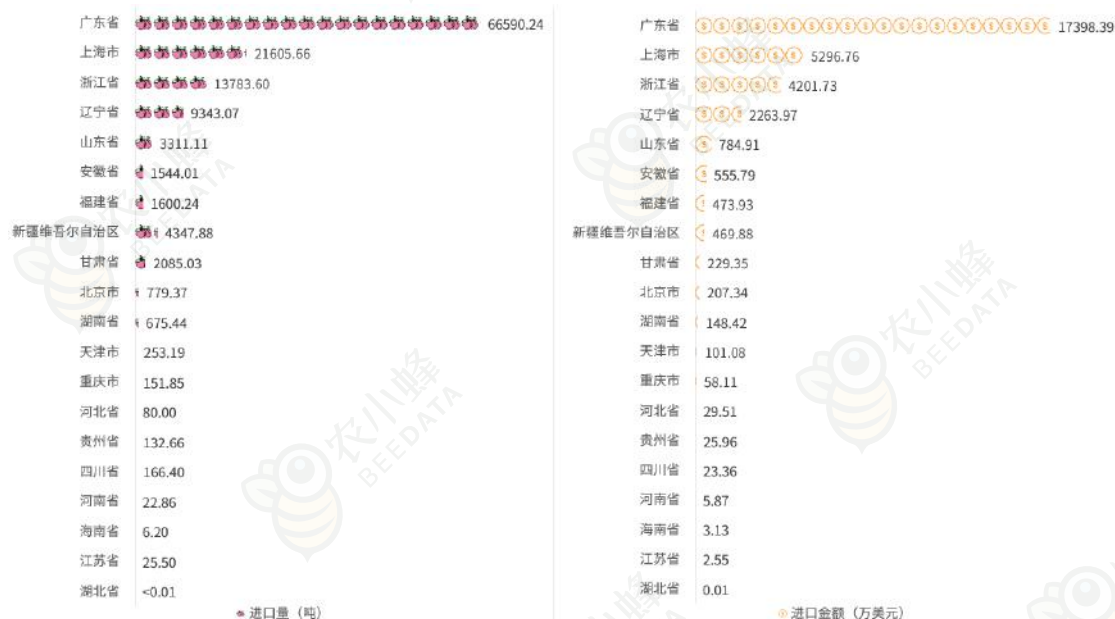 广东省 66590.24
上海市 21605.66
浙江省 13783.60
辽宁省 9343.07
山东省 3311.11
安徽省 1544.01
福建省 1600.24
新疆维吾尔自治区 4347.88
甘肃省 2085.03
北京市 779.37
湖南省 675.44
天津市 253.19
重庆市 151.85
河北省 80.00
贵州省 132.66
四川省 166.40
河南省 22.86
海南省 6.20
江苏省 25.50
湖北省 <0.01
进口量（吨）
广东省 17398.39
上海市 5296.76
浙江省 4201.73
辽宁省 2263.97
山东省 784.91
安徽省 555.79
福建省 473.93
新疆维吾尔自治区 469.88
甘肃省 229.35
北京市 207.34
湖南省 148.42
天津市 101.08
重庆市 58.11
河北省 29.51
贵州省 25.96
四川省 23.36
河南省 5.87
海南省 3.13
江苏省 2.55
湖北省 0.01
进口金额（万美元）
农小蜂
BEEDATA
农小蜂
BEEDATA
农小蜂
BEEDATA